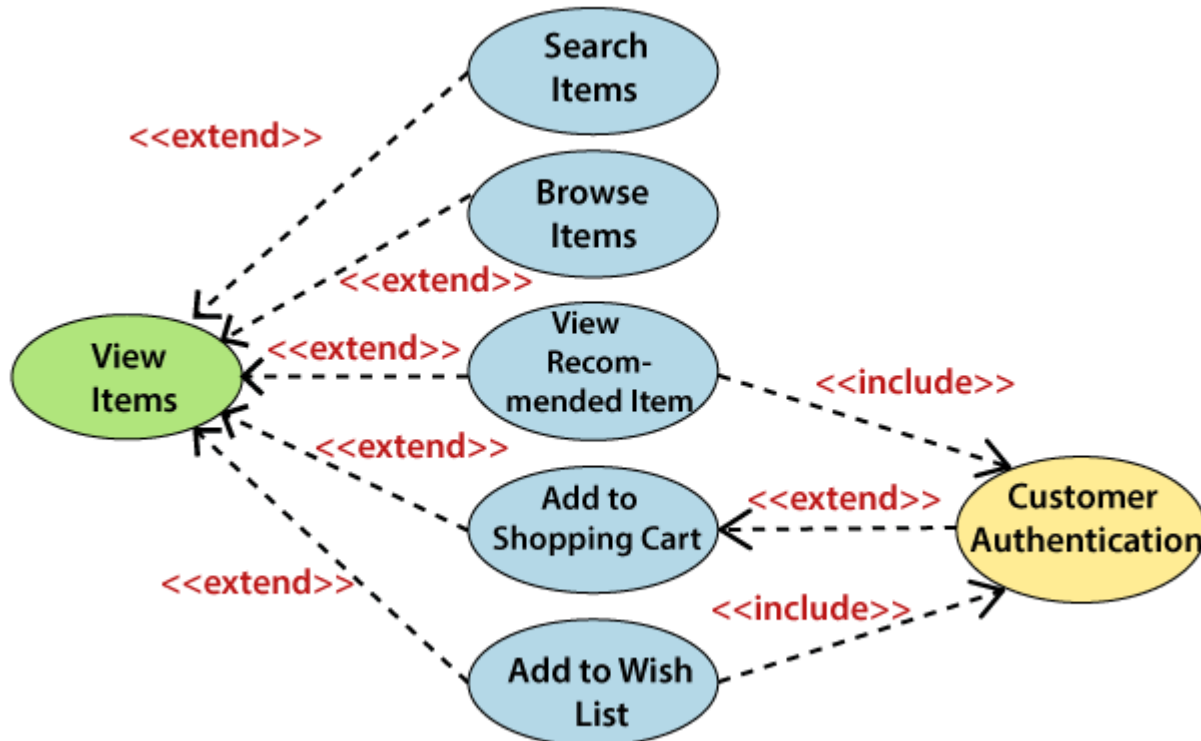 Search
Items
<<extend>>
Browse
Items
<<extend>>
View
Recom-
mended Item
<<extend>>
View
Items
<<include>>
<<extend>>
Add to
Shopping Cart
<<extend>>
Customer
Authentication
<<extend>>
<<include>>
Add to Wish
List